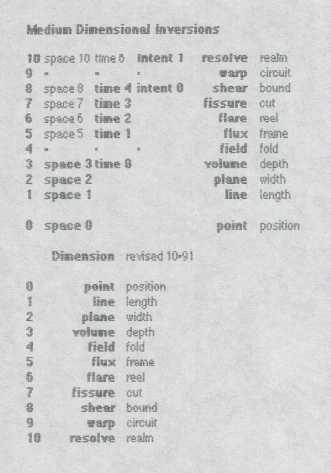 Medium Dimensional Inversions
10 space 10 time 6 intent 1 resolve realm
9 - - - warp circuit
8 space 8 time 4 intent 0 shear bound
7 space 7 time 3 fissure cut
6 space 6 time 2 flare reel
5 space 5 time 1 flux frame
4 - - - field fold
3 space 3 time 0 volume depth
2 space 2 plane width
1 space 1 line length
0 space 0 point position
Dimension revised 10-91
0 point position
1 line length
2 plane width
3 volume depth
4 field fold
5 flux frame
6 flare reel
7 fissure cut
8 shear bound
9 warp circuit
10 resolve realm